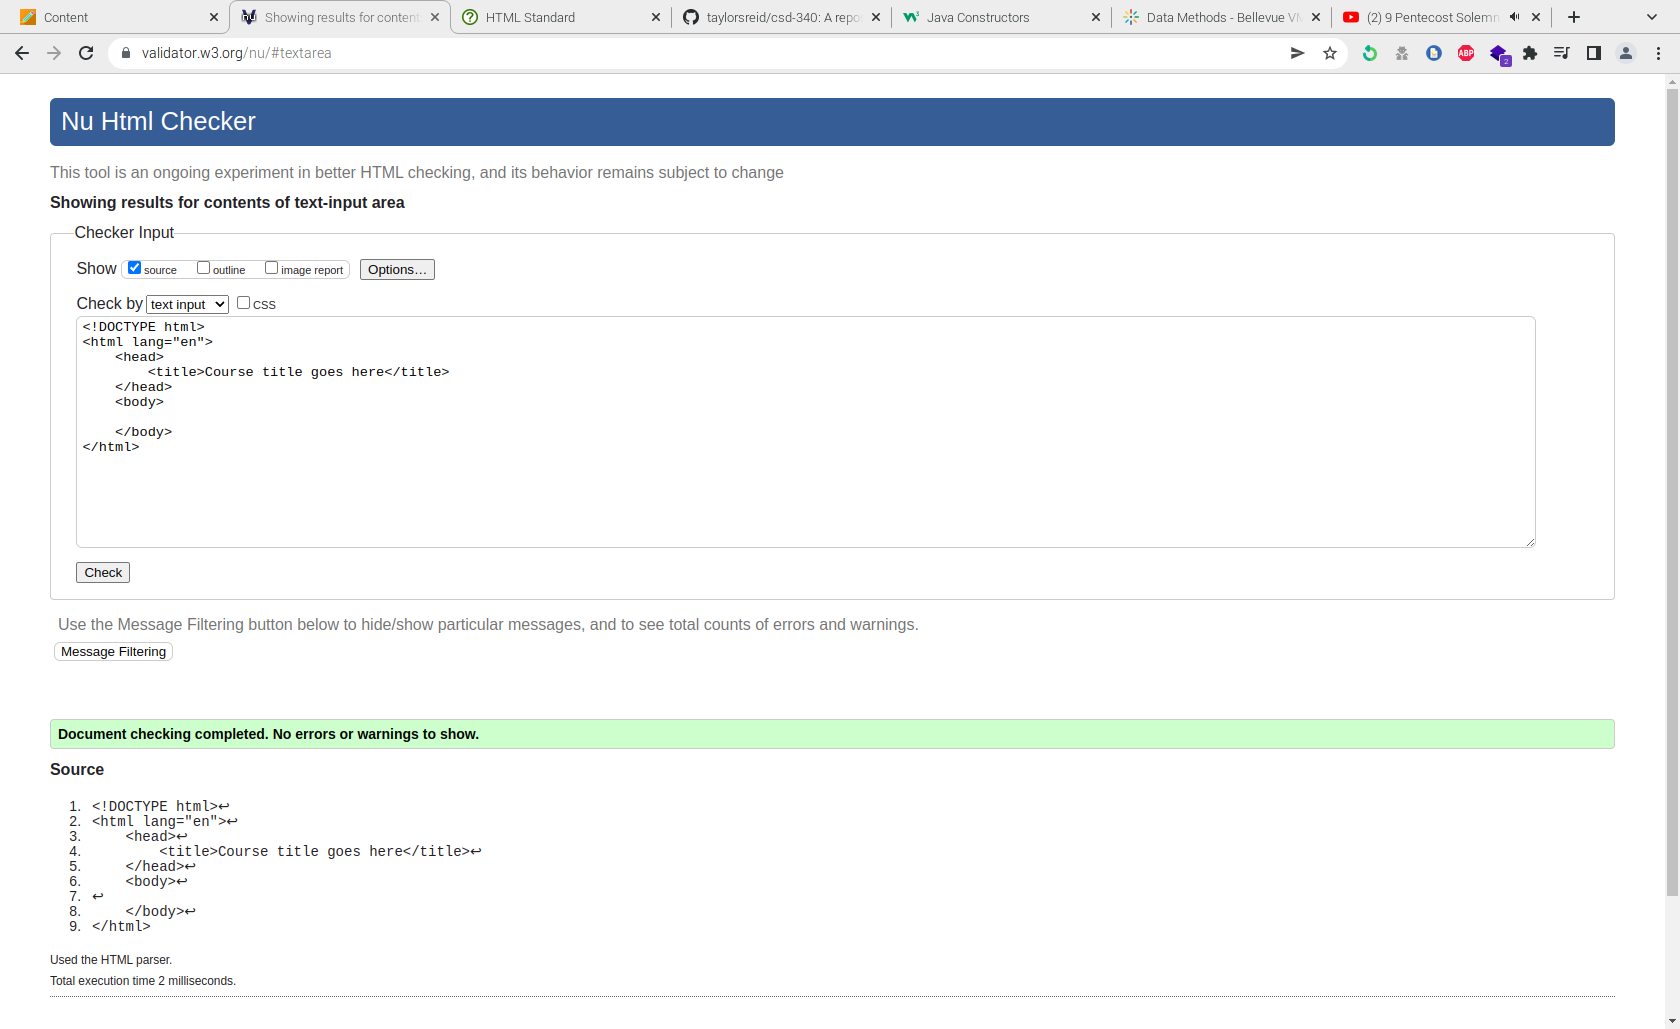 Content
Showing results for conten
HTML Standard
taylorsreid/csd-340: A repo
Java Constructors
Data Methods - Bellevue V
(2) 9 Pentecost Solem
validator.w3.org/nu/#textarea
ABP
2
Nu Html Checker
This tool is an ongoing experiment in better HTML checking, and its behavior remains subject to change
Showing results for contents of text-input area
Checker Input
Show source outline image report Options...
Check by text input CSS
<!DOCTYPE html>
<html lang="en">
    <head>
        <title>Course title goes here</title>
    </head>
    <body>
    </body>
</html>
Check
Use the Message Filtering button below to hide/show particular messages, and to see total counts of errors and warnings.
Message Filtering
Document checking completed. No errors or warnings to show.
Source
1. <!DOCTYPE html>↩
2. <html lang="en">↩
3.     <head>↩
4.         <title>Course title goes here</title>↩
5.     </head>↩
6.     <body>↩
7. ↩
8.     </body>↩
9. </html>
Used the HTML parser.
Total execution time 2 milliseconds.